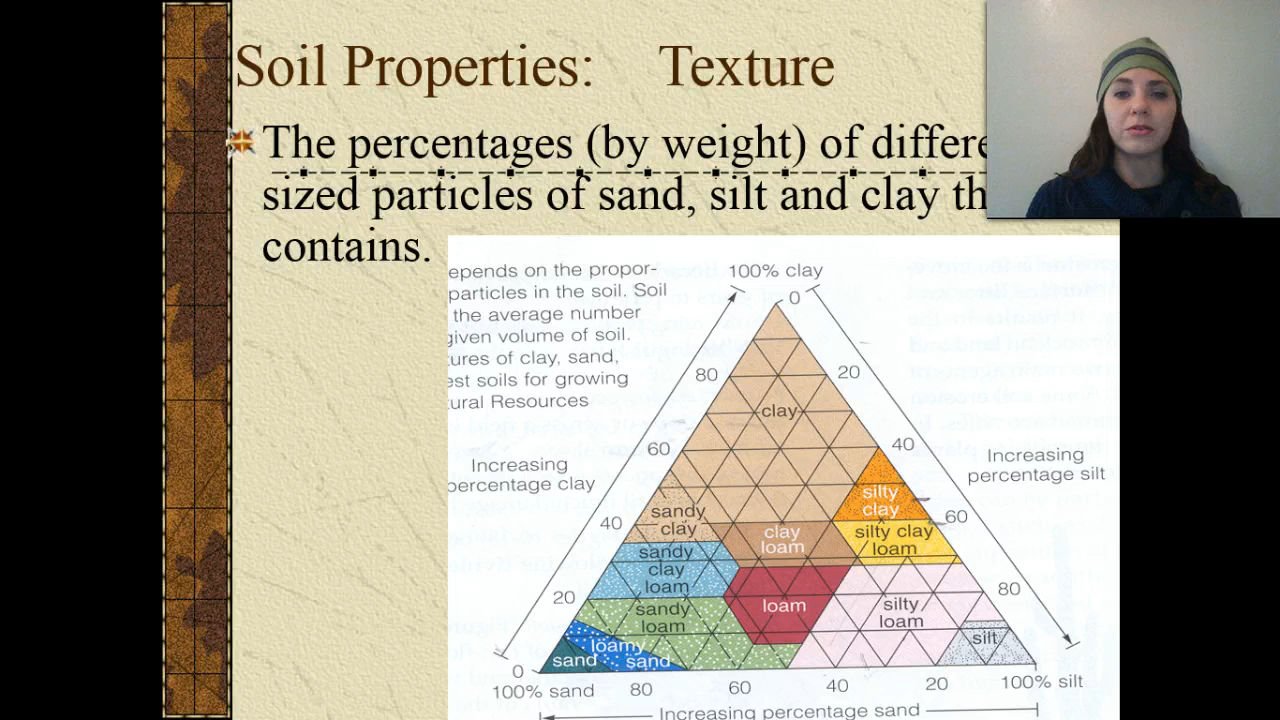 Soil Properties: Texture
The percentages (by weight) of differe
sized particles of sand, silt and clay th
contains.
epends on the propor-
particles in the soil. Soil
the average number
given volume of soil.
tures of clay, sand,
est soils for growing
tural Resources
100% clay
0
80
20
clay
60
40
Increasing
percentage clay
Increasing
percentage silt
silty
clay
sandy
clay
40
60
clay
loam
silty clay
loam
sandy
clay
loam
20
80
loam
sandy
loam
silty
loam
loamy
sand
silt
sand
0
100% sand
80
60
40
20
100% silt
Increasing percentage sand